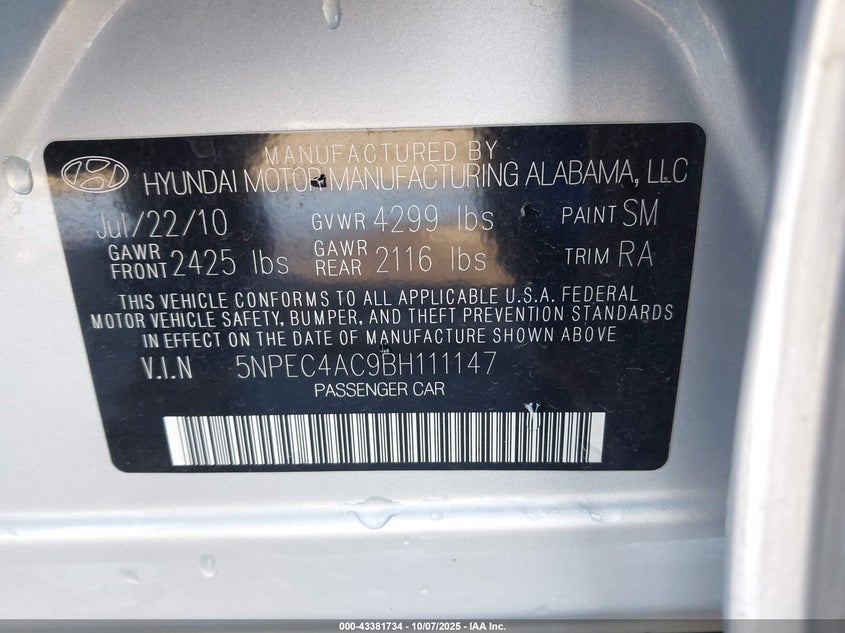 MANUFACTURED BY
HYUNDAI MOTOR MANUFACTURING ALABAMA, LLC
Jul/22/10 GVWR 4299 lbs PAINT SM
GAWR FRONT 2425 lbs GAWR REAR 2116 lbs TRIM RA
THIS VEHICLE CONFORMS TO ALL APPLICABLE U.S.A. FEDERAL
MOTOR VEHICLE SAFETY, BUMPER, AND THEFT PREVENTION STANDARDS
IN EFFECT ON THE DATE OF MANUFACTURE SHOWN ABOVE
V.I.N 5NPEC4AC9BH111147
PASSENGER CAR
000-43381734 - 10/07/2025 - IAA Inc.